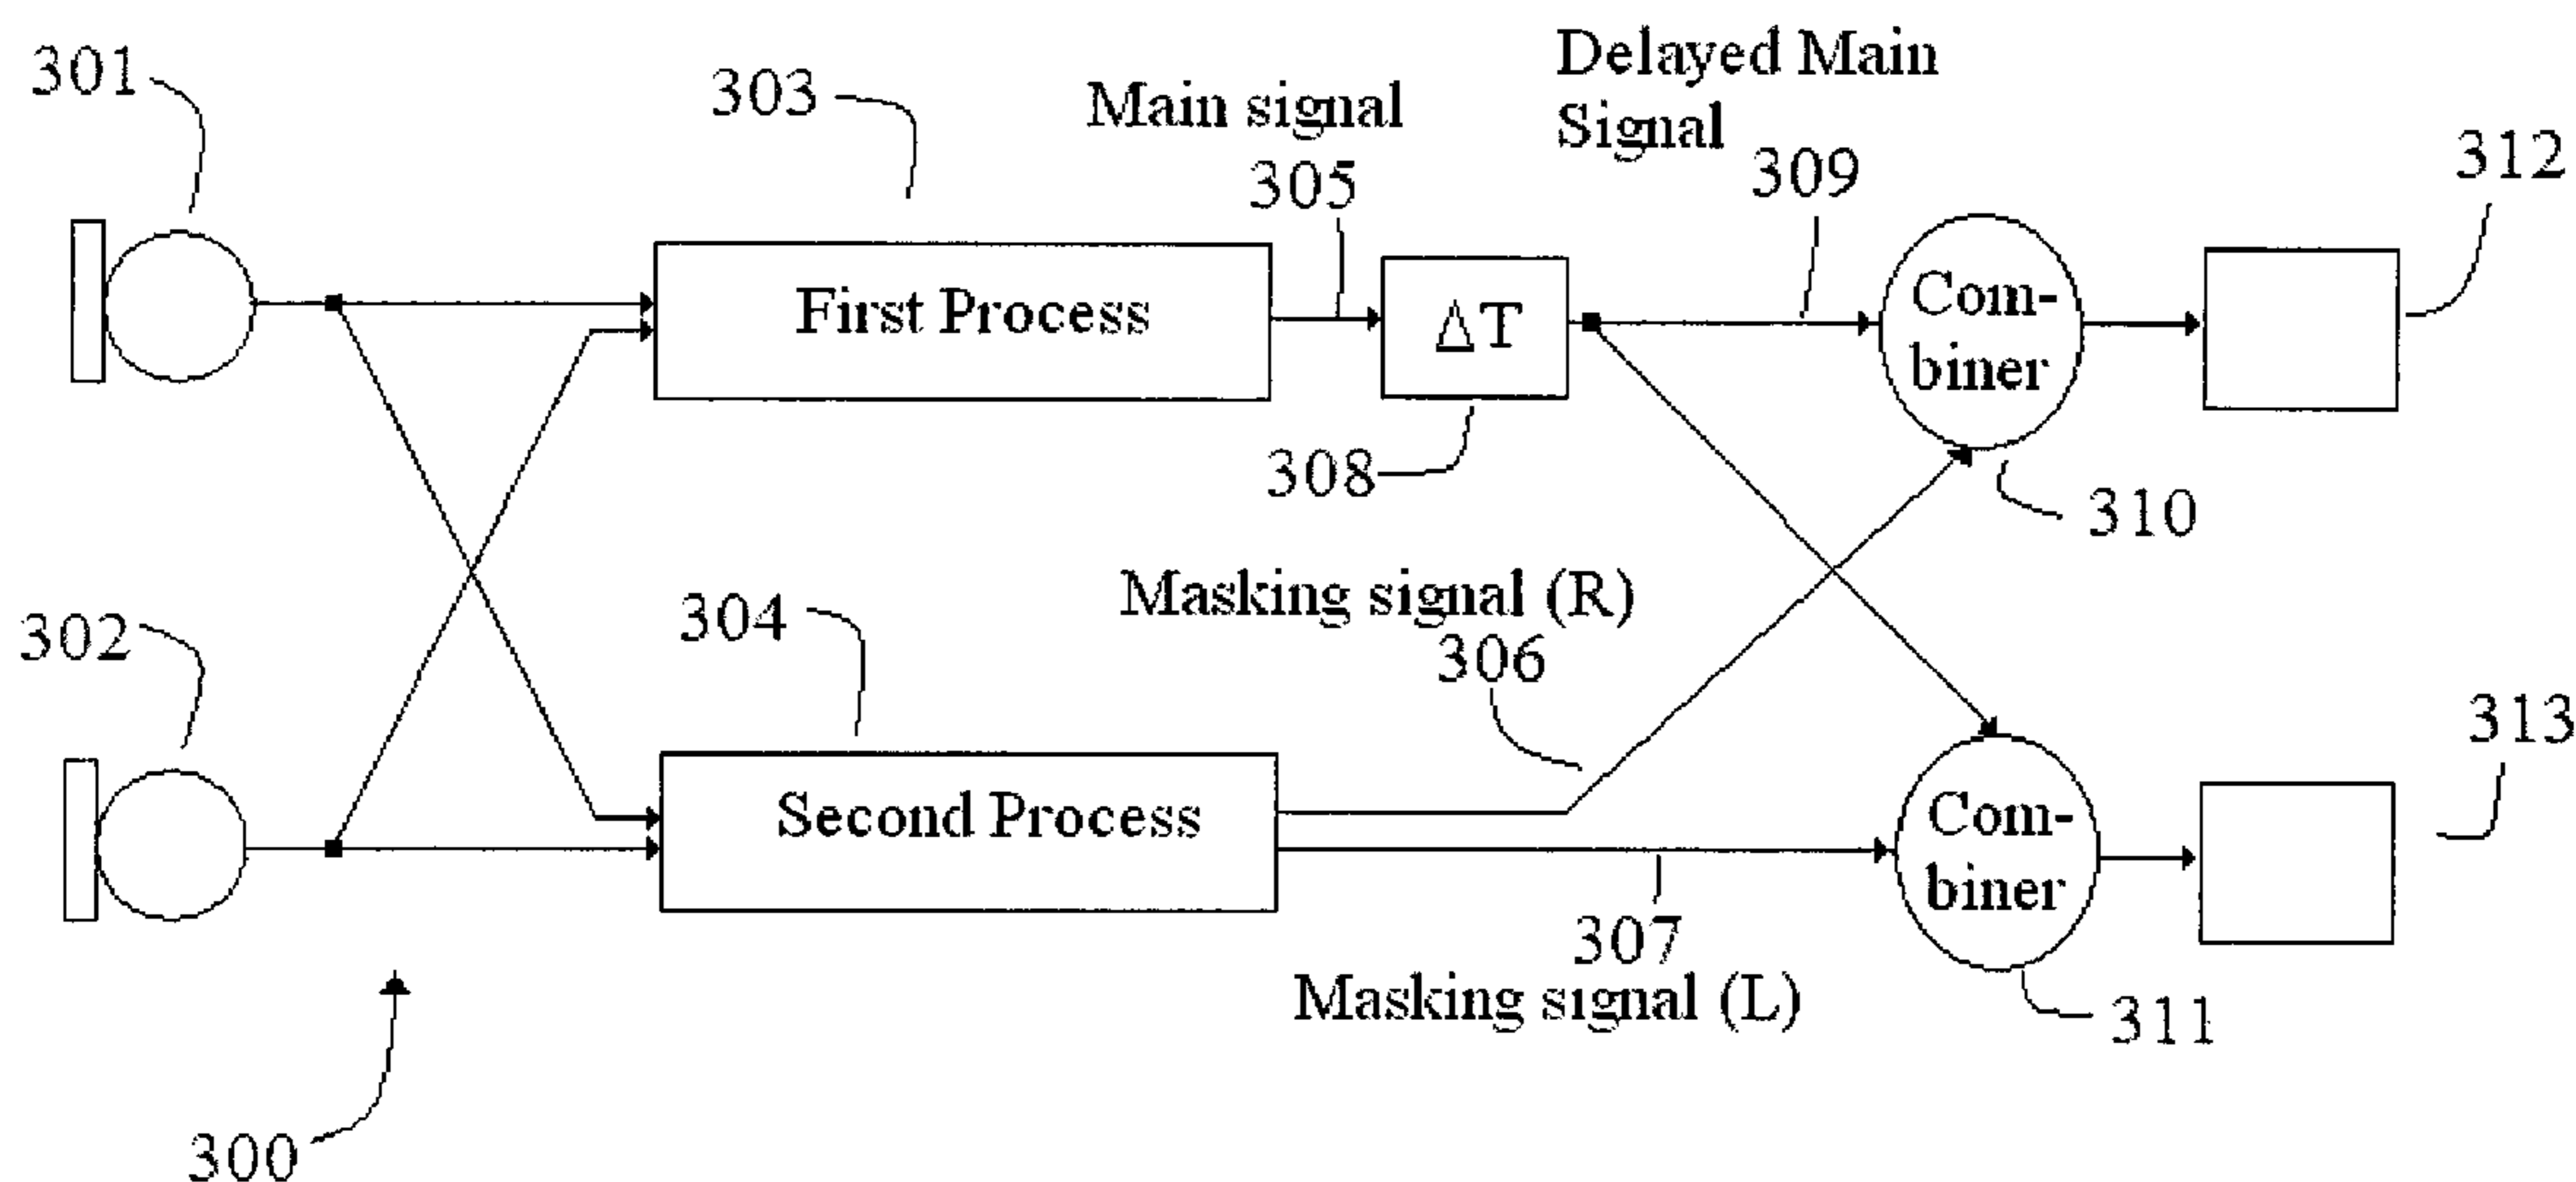 301
303
Main signal
305
Delayed Main
Signal
309
312
First Process
ΔT
Com-
biner
308
310
302
304
Masking signal (R)
306
313
Second Process
Com-
biner
307
Masking signal (L)
311
300